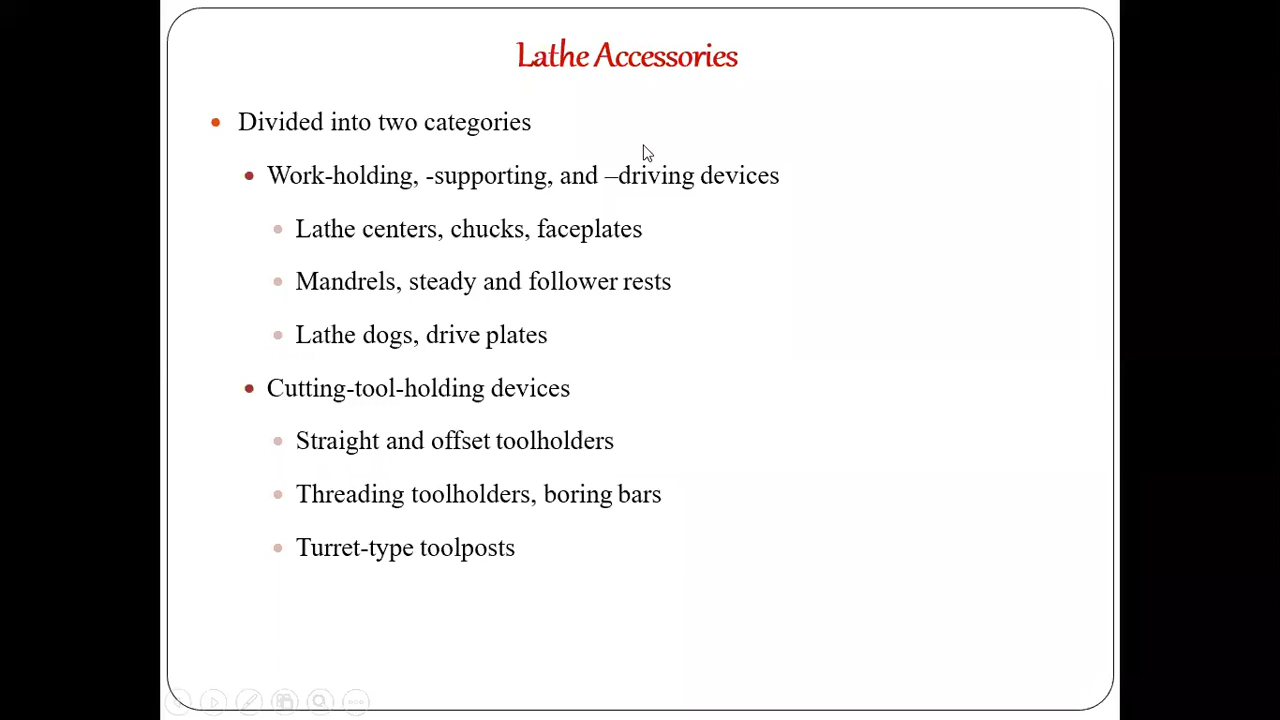 Lathe Accessories
Divided into two categories
Work-holding, -supporting, and –driving devices
Lathe centers, chucks, faceplates
Mandrels, steady and follower rests
Lathe dogs, drive plates
Cutting-tool-holding devices
Straight and offset toolholders
Threading toolholders, boring bars
Turret-type toolposts